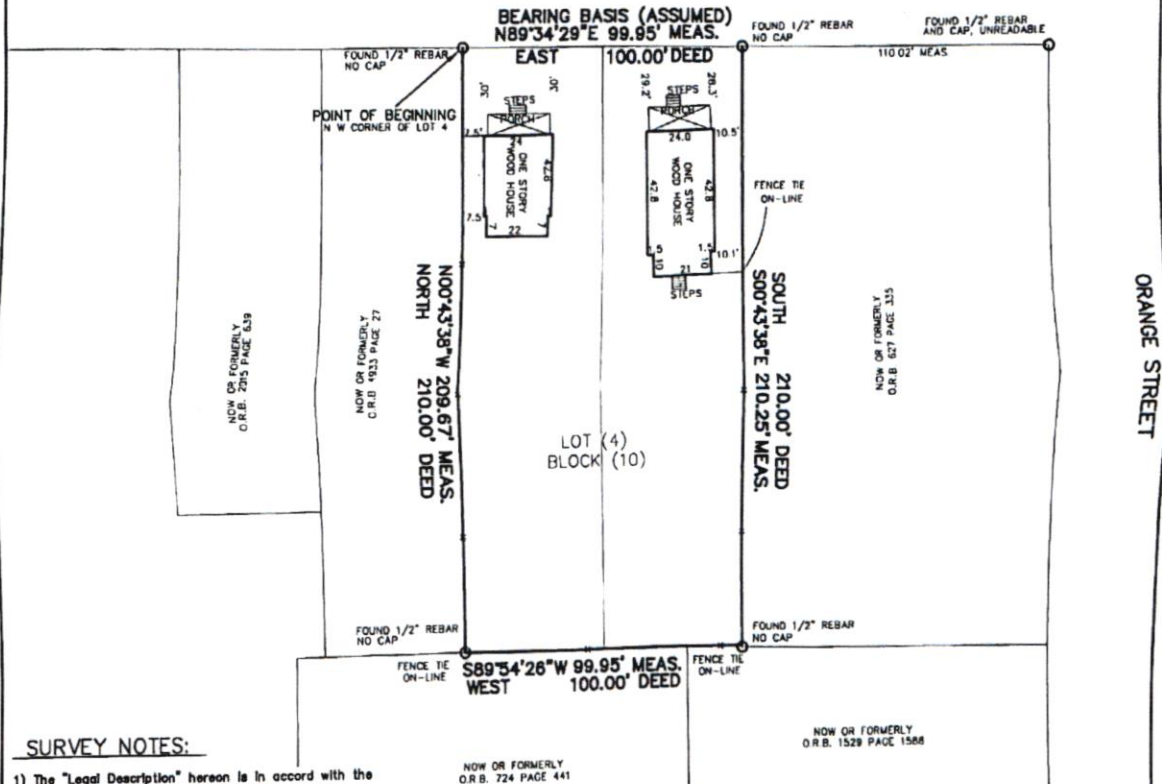 BEARING BASIS (ASSUMED)
N89°34'29"E 99.95' MEAS.
EAST 100.00' DEED
FOUND 1/2" REBAR
NO CAP
FOUND 1/2" REBAR
NO CAP
FOUND 1/2" REBAR
AND CAP, UNREADABLE
110.02' MEAS
POINT OF BEGINNING
N W CORNER OF LOT 4
30'
30'
STEPS
PORCH
7.5'
24
ONE STORY
WOOD HOUSE
42.8
7.5'
7
22
7
29.2'
28.3'
STEPS
PORCH
24.0
10.5'
ONE STORY
WOOD HOUSE
42.8
42.8
1.5
10
21
1.5
10
10.1'
STEPS
FENCE TIE
ON-LINE
N00°43'38"W 209.67' MEAS.
NORTH 210.00' DEED
SOUTH 210.00' DEED
S00°43'38"E 210.25' MEAS.
NOW OR FORMERLY
O.R.B. 2015 PAGE 639
NOW OR FORMERLY
O.R.B 4933 PAGE 27
NOW OR FORMERLY
O.R.B 627 PAGE 335
ORANGE STREET
LOT (4)
BLOCK (10)
FOUND 1/2" REBAR
NO CAP
FOUND 1/2" REBAR
NO CAP
FENCE TIE
ON-LINE
S89°54'26"W 99.95' MEAS.
WEST 100.00' DEED
FENCE TIE
ON-LINE
NOW OR FORMERLY
O.R.B. 1529 PAGE 1588
NOW OR FORMERLY
O.R.B. 724 PAGE 441
SURVEY NOTES:
1) The "Legal Description" hereon is in accord with the